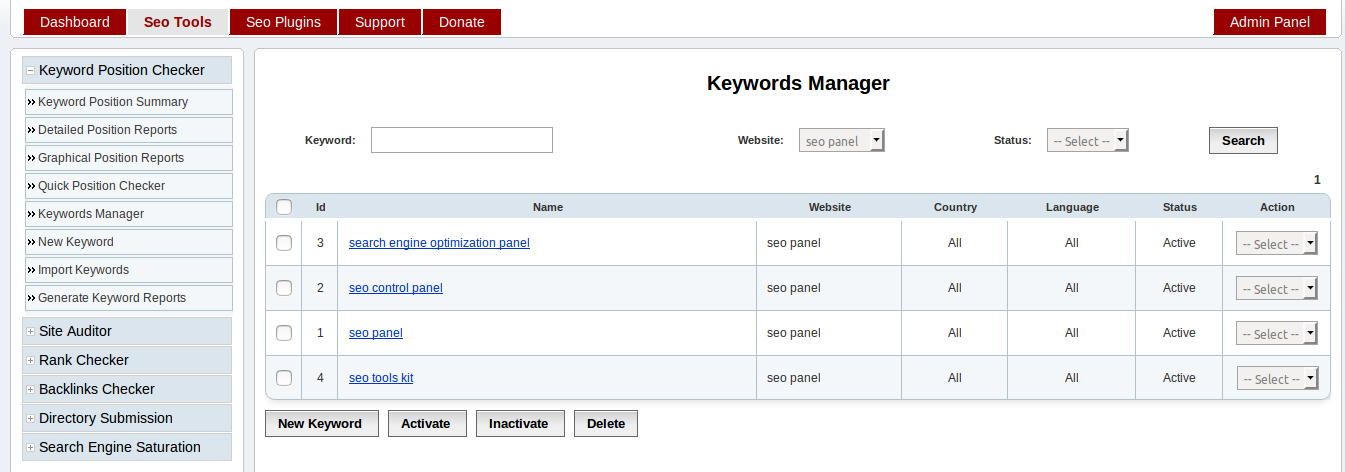 Dashboard Seo Tools Seo Plugins Support Donate Admin Panel
Keyword Position Checker
Keyword Position Summary
Detailed Position Reports
Graphical Position Reports
Quick Position Checker
Keywords Manager
New Keyword
Import Keywords
Generate Keyword Reports
Site Auditor
Rank Checker
Backlinks Checker
Directory Submission
Search Engine Saturation
Keywords Manager
Keyword: Website: seo panel Status: -- Select -- Search
1
Id Name Website Country Language Status Action
3 search engine optimization panel seo panel All All Active -- Select --
2 seo control panel seo panel All All Active -- Select --
1 seo panel seo panel All All Active -- Select --
4 seo tools kit seo panel All All Active -- Select --
New Keyword Activate Inactivate Delete